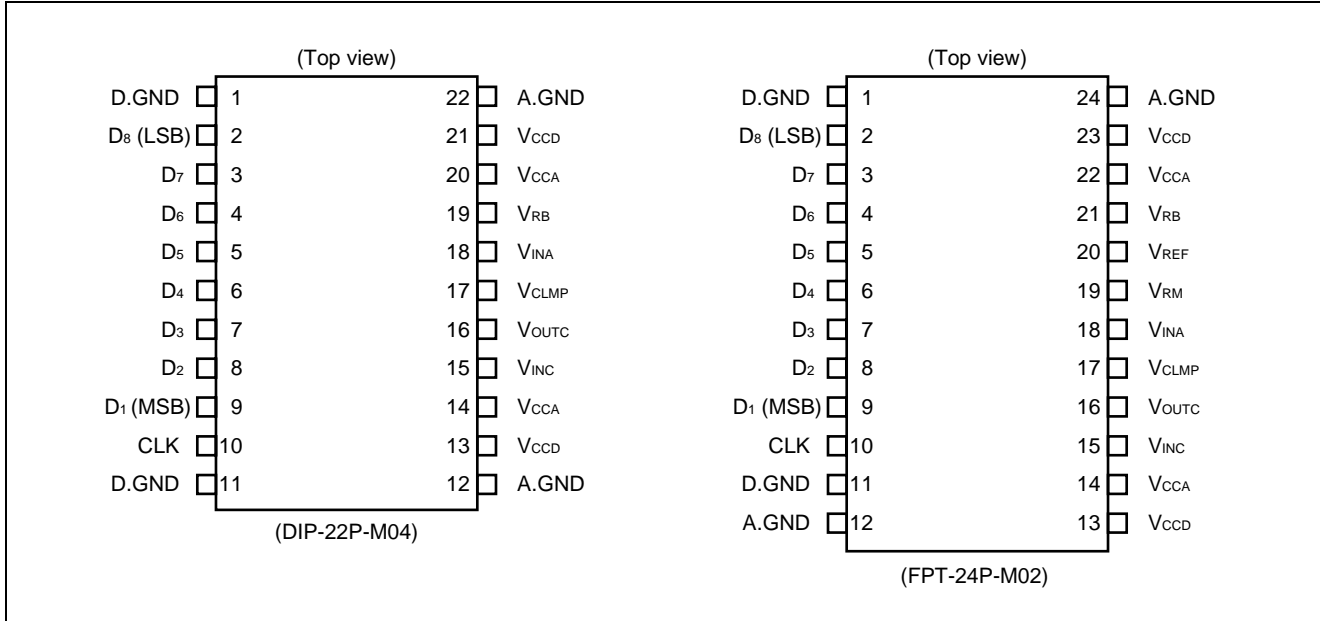 (Top view)
D.GND 1 22 A.GND
D8 (LSB) 2 21 VCCD
D7 3 20 VCCA
D6 4 19 VRB
D5 5 18 VINA
D4 6 17 VCLMP
D3 7 16 VOUTC
D2 8 15 VINC
D1 (MSB) 9 14 VCCA
CLK 10 13 VCCD
D.GND 11 12 A.GND
(DIP-22P-M04)
(Top view)
D.GND 1 24 A.GND
D8 (LSB) 2 23 VCCD
D7 3 22 VCCA
D6 4 21 VRB
D5 5 20 VREF
D4 6 19 VRM
D3 7 18 VINA
D2 8 17 VCLMP
D1 (MSB) 9 16 VOUTC
CLK 10 15 VINC
D.GND 11 14 VCCA
A.GND 12 13 VCCD
(FPT-24P-M02)